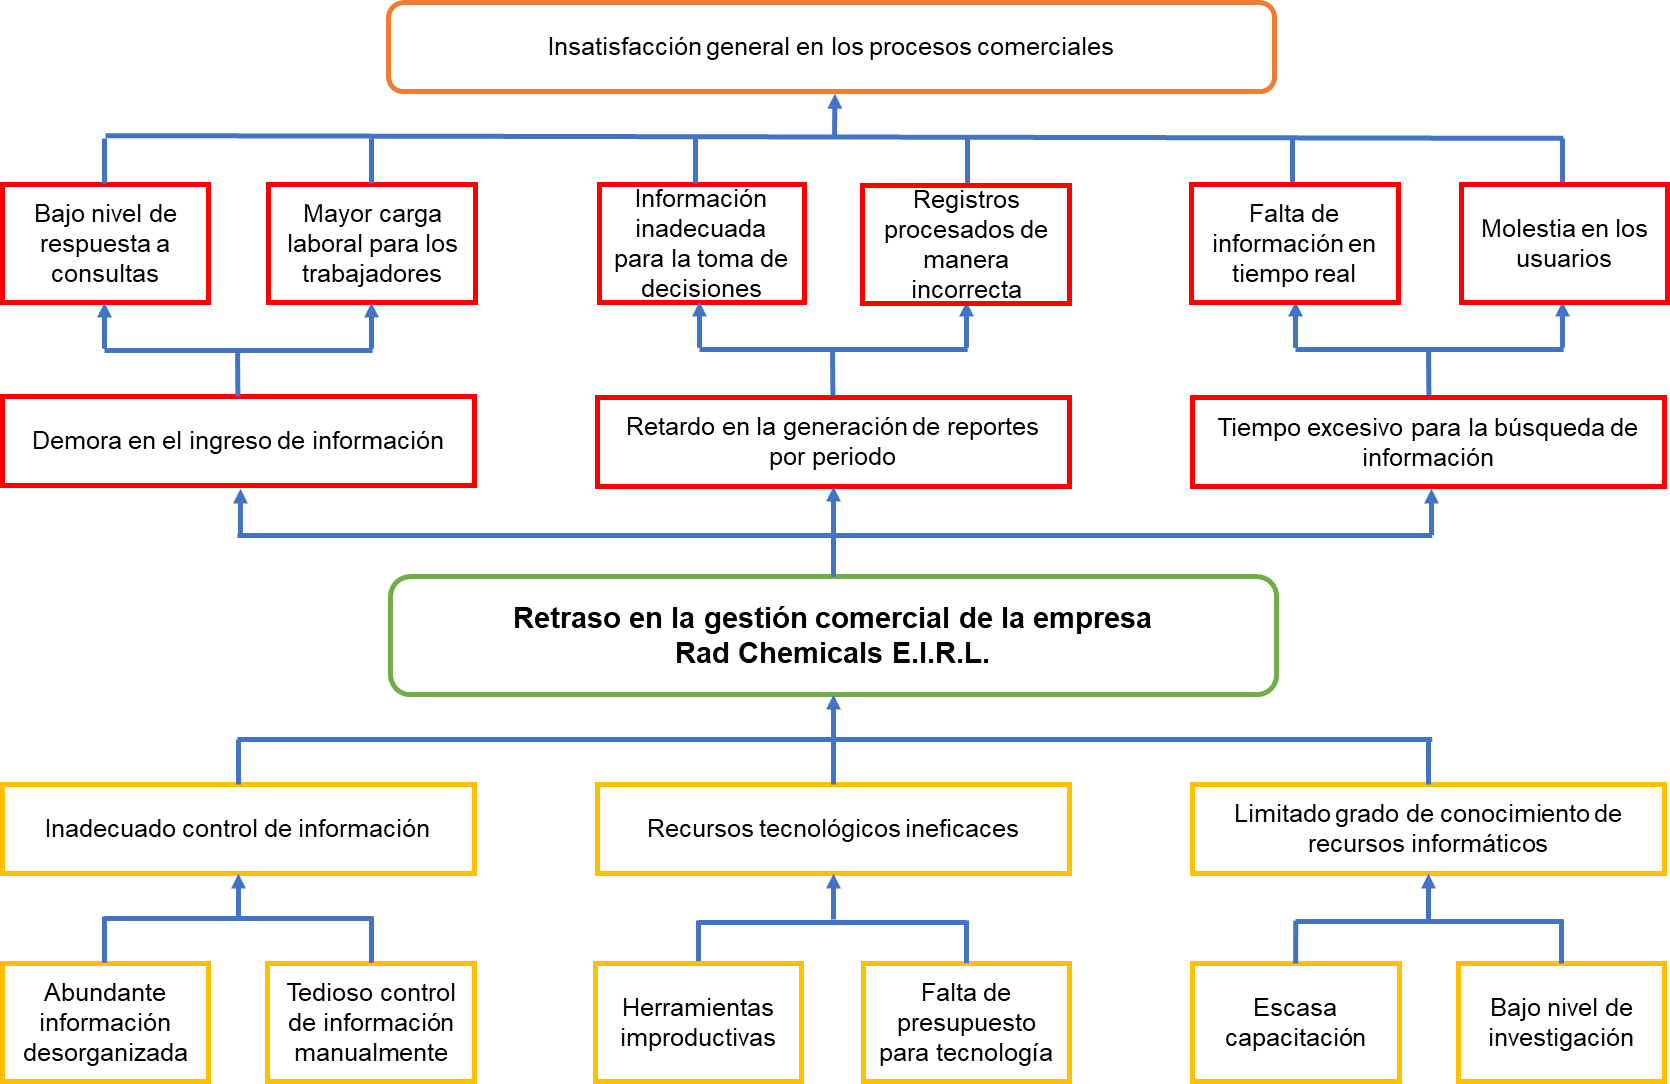 Insatisfacción general en los procesos comerciales
Bajo nivel de
respuesta a
consultas
Mayor carga
laboral para los
trabajadores
Información
inadecuada
para la toma de
decisiones
Registros
procesados de
manera
incorrecta
Falta de
información en
tiempo real
Molestia en los
usuarios
Demora en el ingreso de información
Retardo en la generación de reportes
por periodo
Tiempo excesivo para la búsqueda de
información
Retraso en la gestión comercial de la empresa
Rad Chemicals E.I.R.L.
Inadecuado control de información
Recursos tecnológicos ineficaces
Limitado grado de conocimiento de
recursos informáticos
Abundante
información
desorganizada
Tedioso control
de información
manualmente
Herramientas
improductivas
Falta de
presupuesto
para tecnología
Escasa
capacitación
Bajo nivel de
investigación